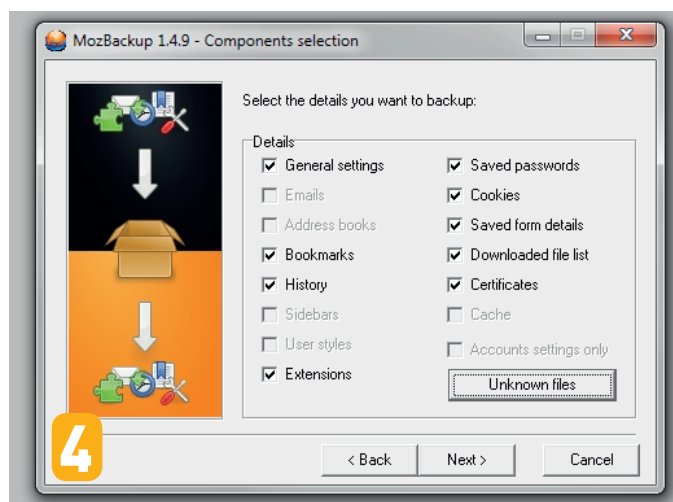 MozBackup 1.4.9 - Components selection
Select the details you want to backup:
Details
General settings
Emails
Address books
Bookmarks
History
Sidebars
User styles
Extensions
Saved passwords
Cookies
Saved form details
Downloaded file list
Certificates
Cache
Accounts settings only
Unknown files
4
< Back
Next >
Cancel